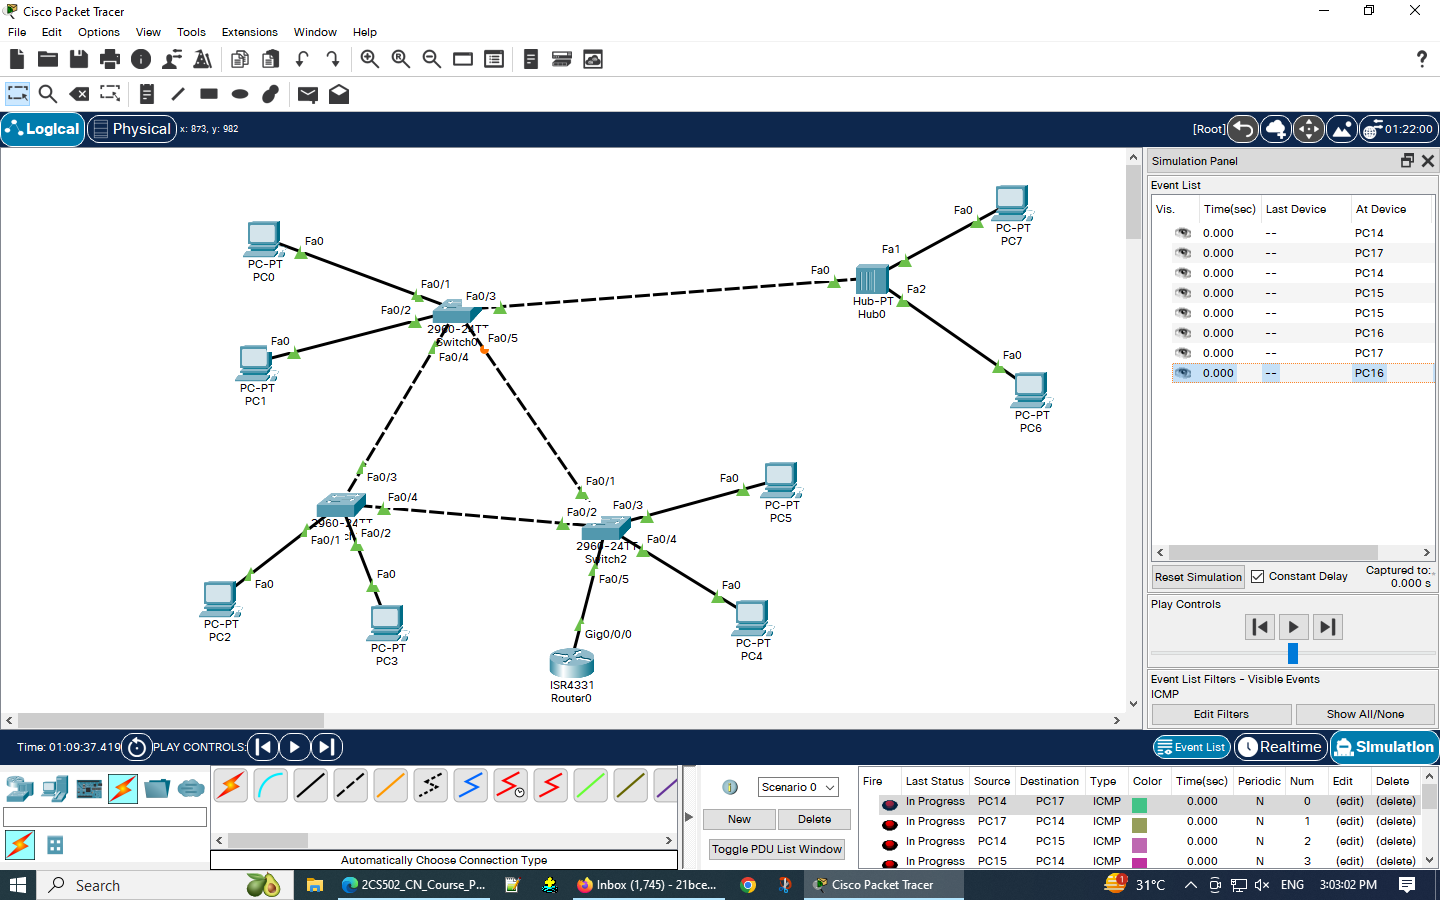 Cisco Packet Tracer
File Edit Options View Tools Extensions Window Help
Logical Physical x: 873, y: 982 [Root] 01:22:00
PC-PT
PC0
Fa0
Fa0/1
Fa0/2
Fa0/3
Fa0
PC-PT
PC1
2960-24TT
Switch0
Fa0/5
Fa0/4
Fa0
Fa1
Fa2
Hub-PT
Hub0
Fa0
PC-PT
PC7
Fa0
PC-PT
PC6
Fa0/3
Fa0/4
2960-24TT
Fa0/1
Fa0/2
Fa0
PC-PT
PC2
Fa0
PC-PT
PC3
Fa0/1
Fa0/2
Fa0/3
2960-24TT
Switch2
Fa0/4
Fa0/5
Fa0
PC-PT
PC5
Fa0
PC-PT
PC4
Gig0/0/0
ISR4331
Router0
Simulation Panel
Event List
Vis. Time(sec) Last Device At Device
0.000 -- PC14
0.000 -- PC17
0.000 -- PC14
0.000 -- PC15
0.000 -- PC15
0.000 -- PC16
0.000 -- PC17
0.000 -- PC16
Reset Simulation Constant Delay Captured to:
0.000 s
Play Controls
Event List Filters - Visible Events
ICMP
Edit Filters Show All/None
Time: 01:09:37.419 PLAY CONTROLS: Event List Realtime Simulation
Automatically Choose Connection Type
Scenario 0
New Delete
Toggle PDU List Window
Fire Last Status Source Destination Type Color Time(sec) Periodic Num Edit Delete
In Progress PC14 PC17 ICMP 0.000 N 0 (edit) (delete)
In Progress PC17 PC14 ICMP 0.000 N 1 (edit) (delete)
In Progress PC14 PC15 ICMP 0.000 N 2 (edit) (delete)
In Progress PC15 PC14 ICMP 0.000 N 3 (edit) (delete)
Search 2CS502_CN_Course_P... Inbox (1,745) - 21bce... Cisco Packet Tracer 1 31°C ENG 3:03:02 PM